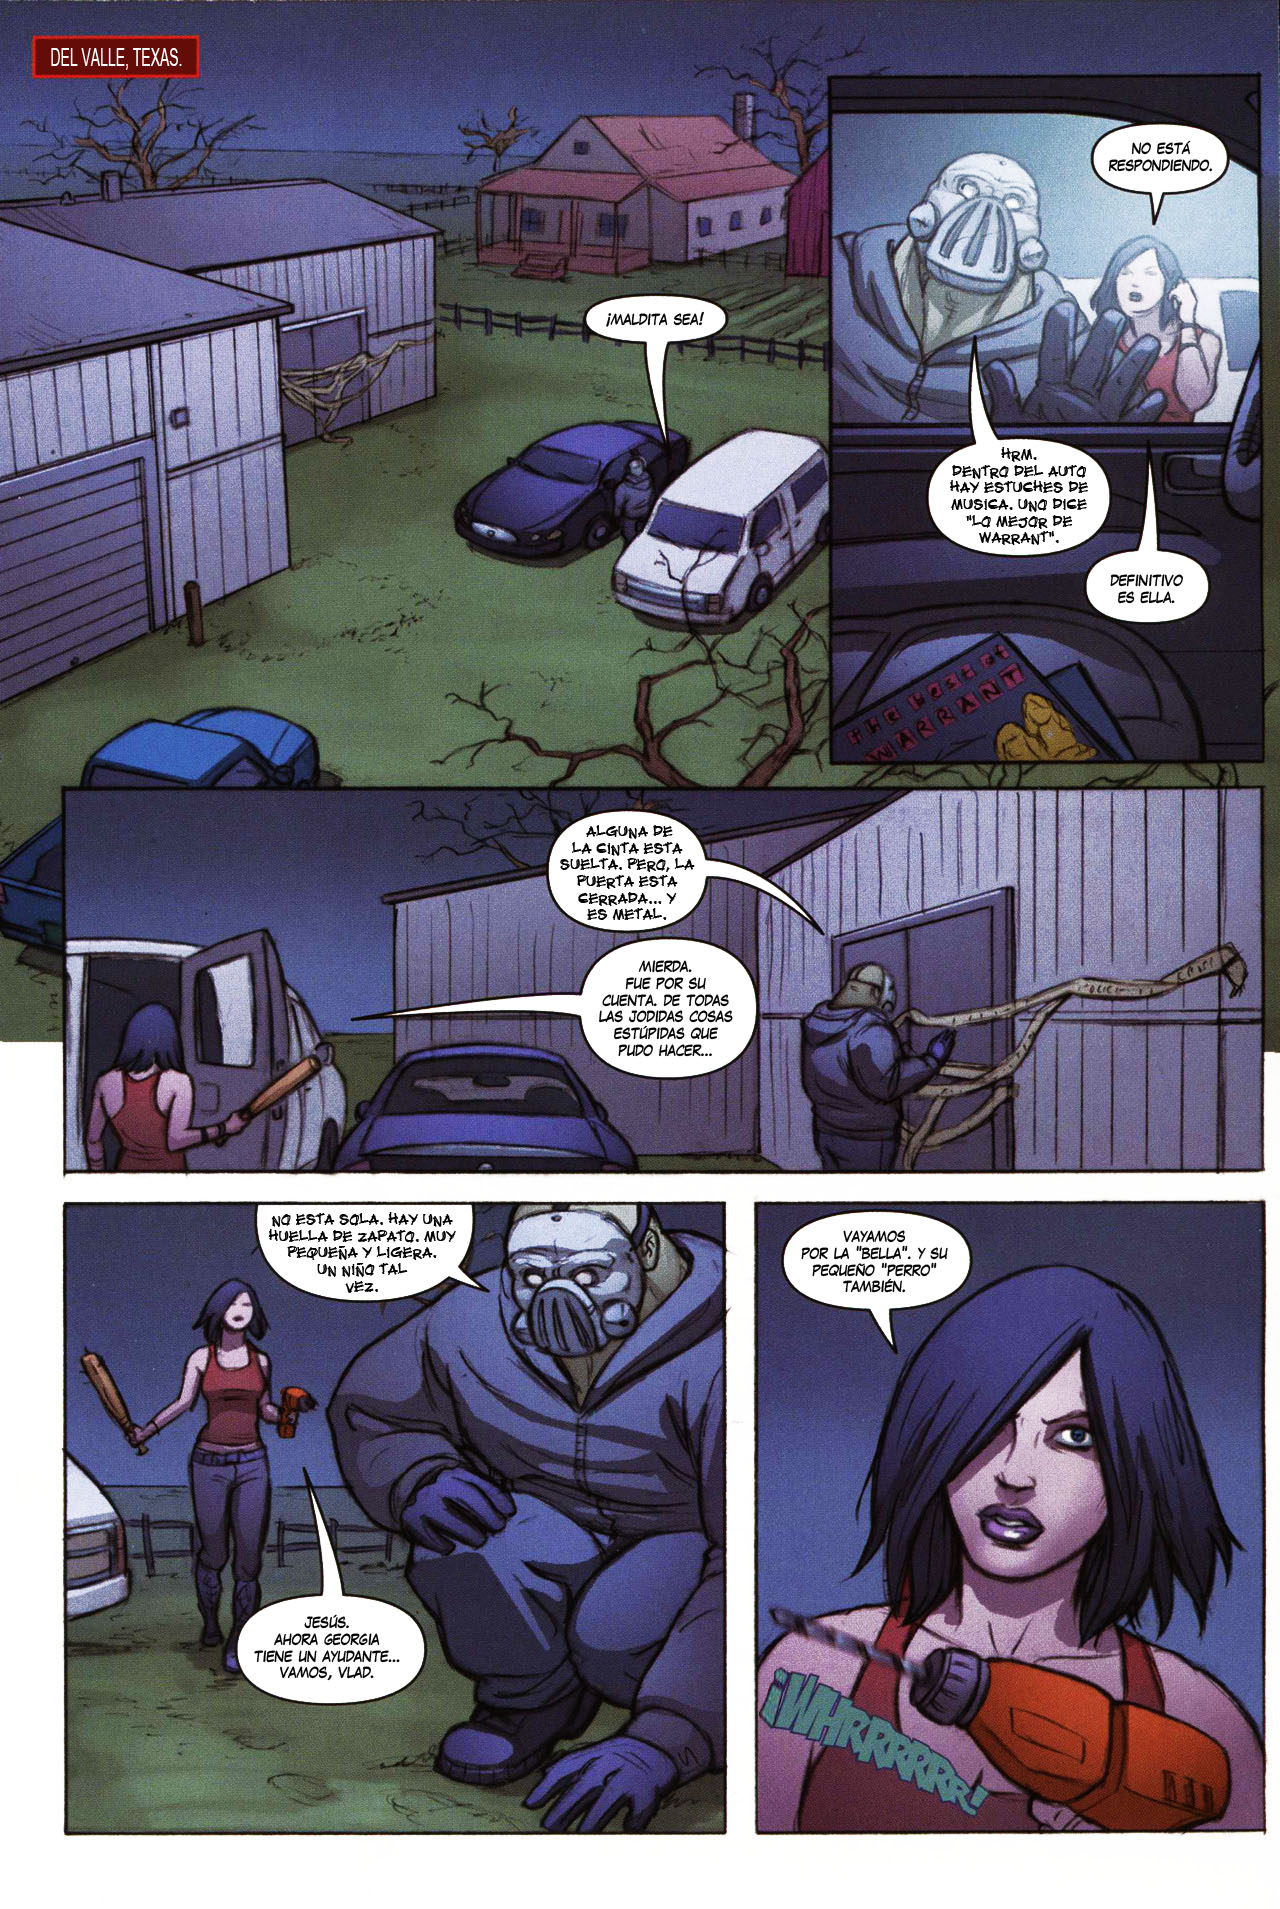 DEL VALLE, TEXAS.
¡MALDITA SEA!
NO ESTÁ
RESPONDIENDO.
HRM.
DENTRO DEL AUTO
HAY ESTUCHES DE
MUSICA. UNO DICE
"LO MEJOR DE
WARRANT".
DEFINITIVO
ES ELLA.
the best of
WARRANT
ALGUNA DE
LA CINTA ESTA
SUELTA. PERO, LA
PUERTA ESTA
CERRADA... Y
ES METAL.
MIERDA.
FUE POR SU
CUENTA. DE TODAS
LAS JODIDAS COSAS
ESTÚPIDAS QUE
PUDO HACER...
POLICE
NO ESTA SOLA. HAY UNA
HUELLA DE ZAPATO. MUY
PEQUEÑA Y LIGERA.
UN NIÑO TAL
VEZ.
JESÚS.
AHORA GEORGIA
TIENE UN AYUDANTE...
VAMOS, VLAD.
VAYAMOS
POR LA "BELLA". Y SU
PEQUEÑO "PERRO"
TAMBIÉN.
¡WHRRRRRR!